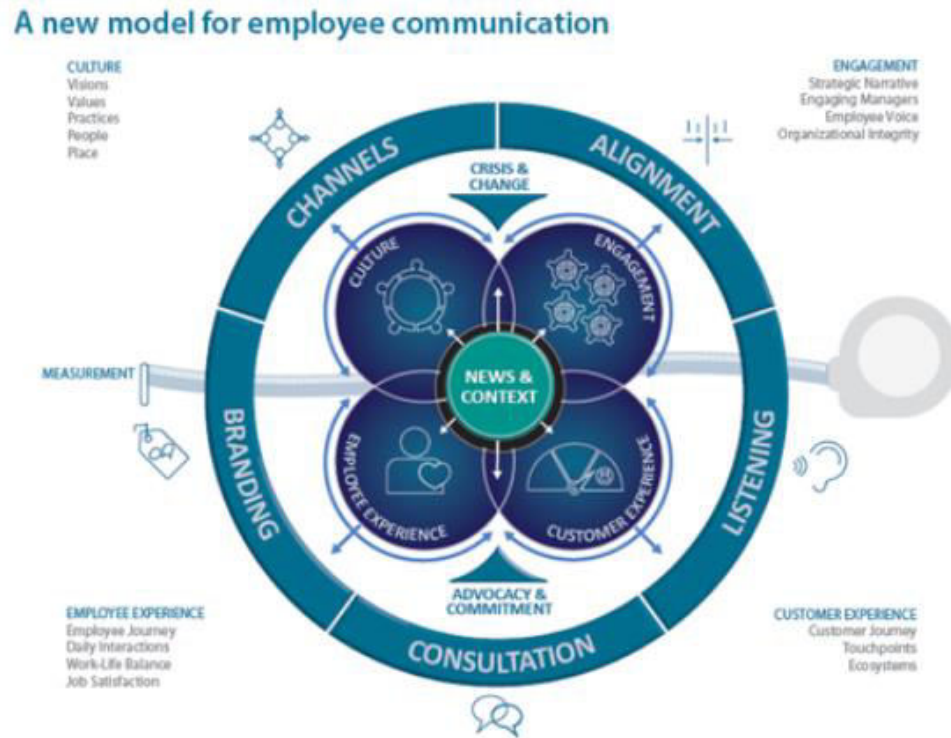 A new model for employee communication
CULTURE
Visions
Values
Practices
People
Place
ENGAGEMENT
Strategic Narrative
Engaging Managers
Employee Voice
Organizational Integrity
CHANNELS
ALIGNMENT
CRISIS &
CHANGE
CULTURE
ENGAGEMENT
MEASUREMENT
NEWS &
CONTEXT
BRANDING
LISTENING
EMPLOYEE EXPERIENCE
CUSTOMER EXPERIENCE
ADVOCACY &
COMMITMENT
CONSULTATION
EMPLOYEE EXPERIENCE
Employee Journey
Daily Interactions
Work-Life Balance
Job Satisfaction
CUSTOMER EXPERIENCE
Customer Journey
Touchpoints
Ecosystems